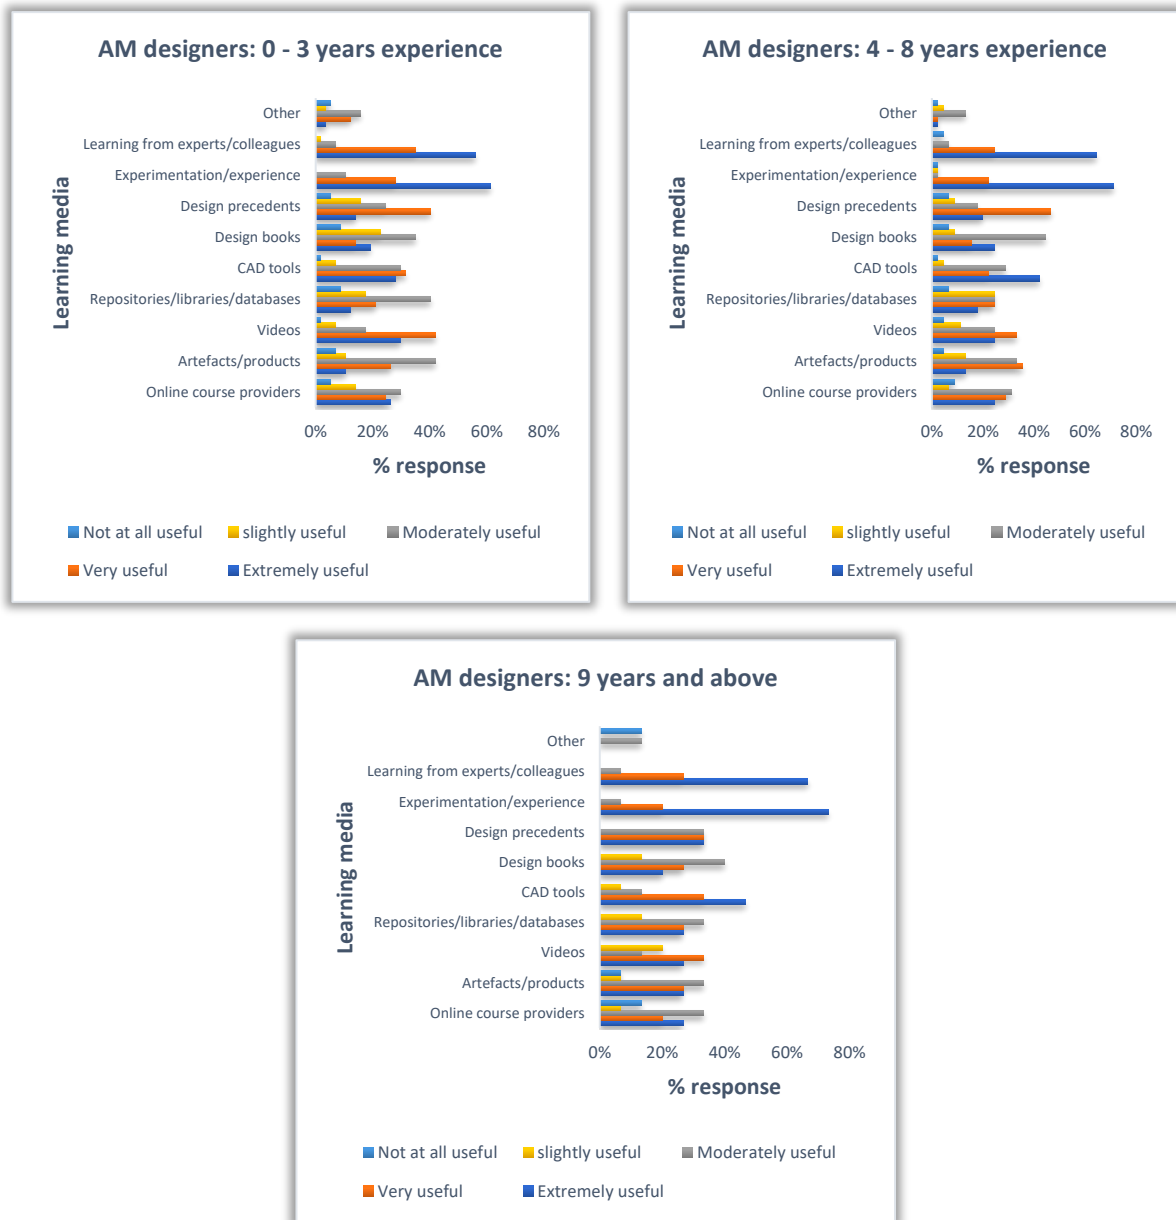 AM designers: 0 - 3 years experience
Learning media
Other
Learning from experts/colleagues
Experimentation/experience
Design precedents
Design books
CAD tools
Repositories/libraries/databases
Videos
Artefacts/products
Online course providers
0% 20% 40% 60% 80%
% response
Not at all useful slightly useful Moderately useful
Very useful Extremely useful
AM designers: 4 - 8 years experience
Learning media
Other
Learning from experts/colleagues
Experimentation/experience
Design precedents
Design books
CAD tools
Repositories/libraries/databases
Videos
Artefacts/products
Online course providers
0% 20% 40% 60% 80%
% response
Not at all useful slightly useful Moderately useful
Very useful Extremely useful
AM designers: 9 years and above
Learning media
Other
Learning from experts/colleagues
Experimentation/experience
Design precedents
Design books
CAD tools
Repositories/libraries/databases
Videos
Artefacts/products
Online course providers
0% 20% 40% 60% 80%
% response
Not at all useful slightly useful Moderately useful
Very useful Extremely useful